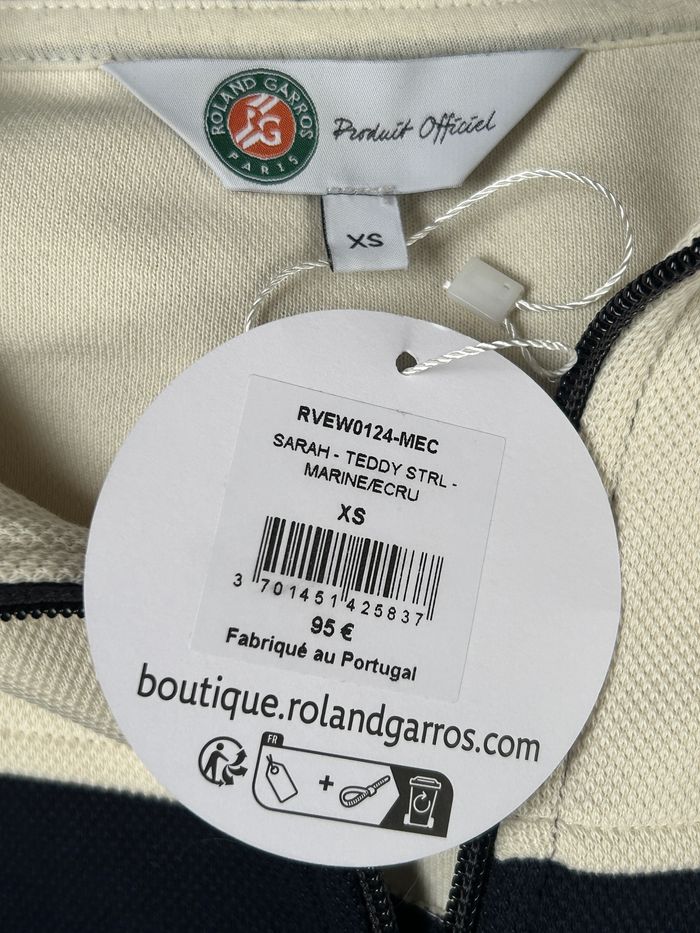 ROLAND GARROS
RG
PARIS
Produit Officiel
XS
RVEW0124-MEC
SARAH - TEDDY STRL -
MARINE/ECRU
XS
3 701451 425837
95 €
Fabriqué au Portugal
boutique.rolandgarros.com
FR
+